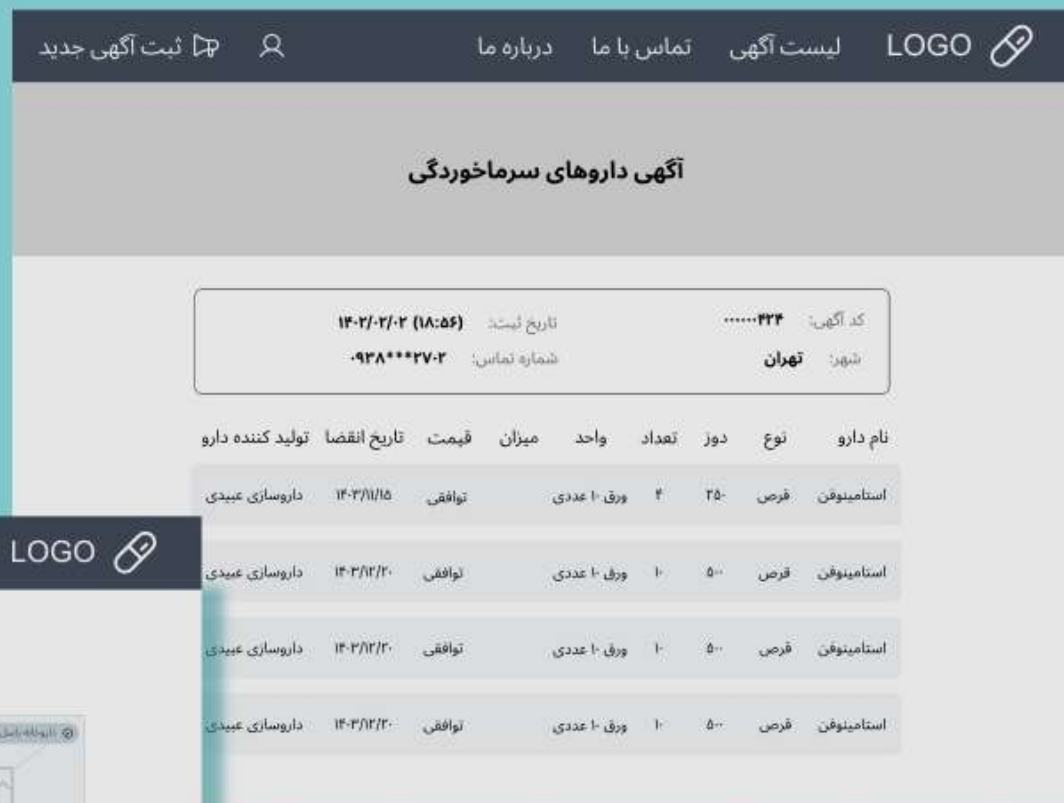 LOGO لیست آگهی تماس با ما درباره ما ثبت آگهی جدید
آگهی داروهای سرماخوردگی
کد آگهی: ۴۲۴۰۰۰۰۰۰ تاریخ ثبت: ۱۴۰۲/۰۲/۰۲ (۱۸:۵۶)
شهر: تهران شماره تماس: ۰۹۳۸***۲۷۰۲
نام دارو نوع دوز تعداد واحد میزان قیمت تاریخ انقضا تولید کننده دارو
استامینوفن قرص ۲۵۰ ۴ ورق ۱۰ عددی توافقی ۱۴۰۳/۱۱/۱۵ داروسازی عبیدی
استامینوفن قرص ۵۰۰ ۱۰ ورق ۱۰ عددی توافقی ۱۴۰۳/۱۲/۲۰ داروسازی عبیدی
استامینوفن قرص ۵۰۰ ۱۰ ورق ۱۰ عددی توافقی ۱۴۰۳/۱۲/۲۰ داروسازی عبیدی
استامینوفن قرص ۵۰۰ ۱۰ ورق ۱۰ عددی توافقی ۱۴۰۳/۱۲/۲۰ داروسازی عبیدی
LOGO